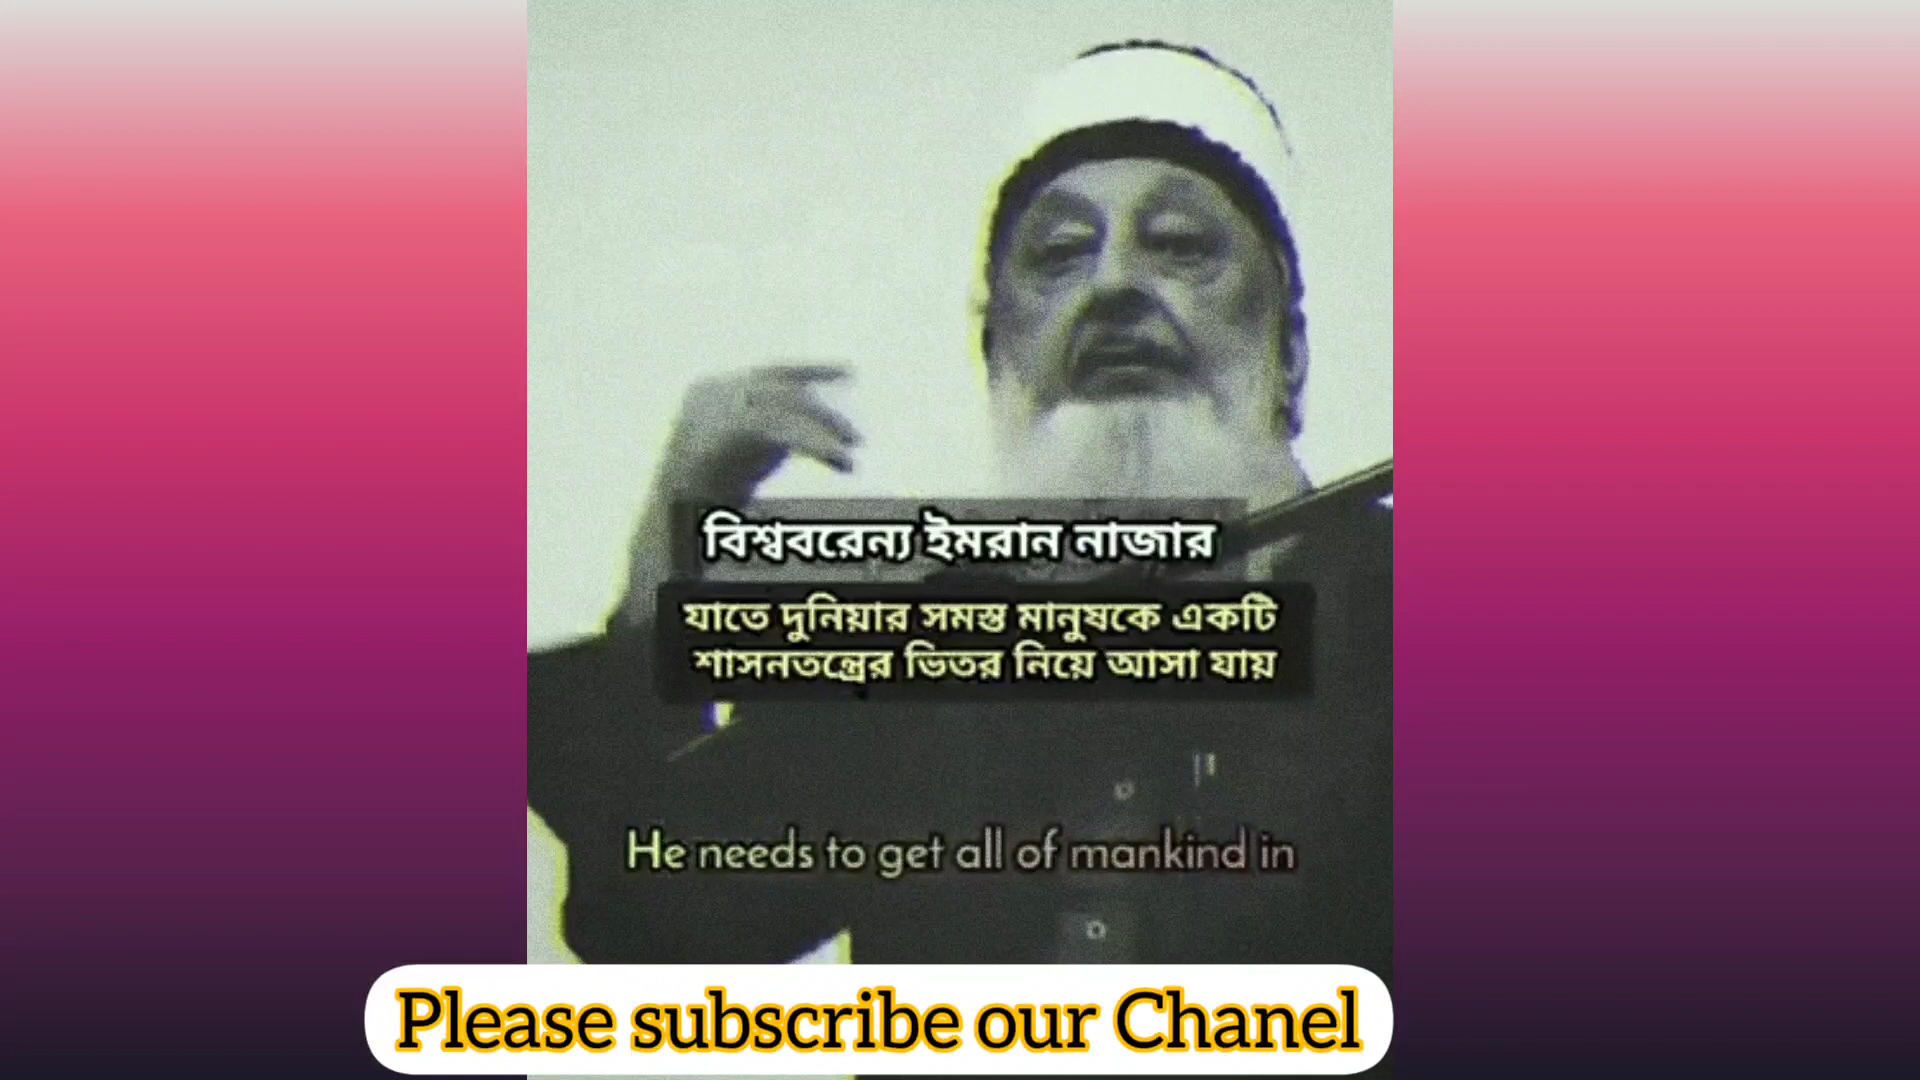 বিশ্ববরেন্য ইমরান নাজার
যাতে দুনিয়ার সমস্ত মানুষকে একটি
শাসনতন্ত্রের ভিতর নিয়ে আসা যায়
He needs to get all of mankind in
Please subscribe our Chanel